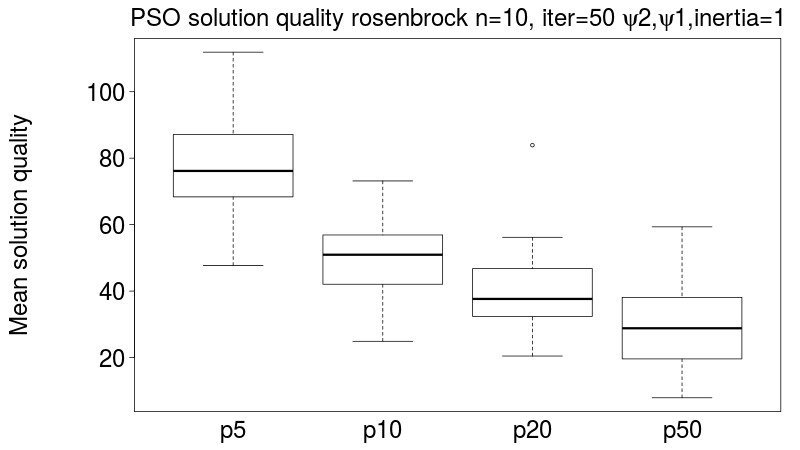 PSO solution quality rosenbrock n=10, iter=50 ψ2,ψ1,inertia=1
Mean solution quality
100
80
60
40
20
p5 p10 p20 p50